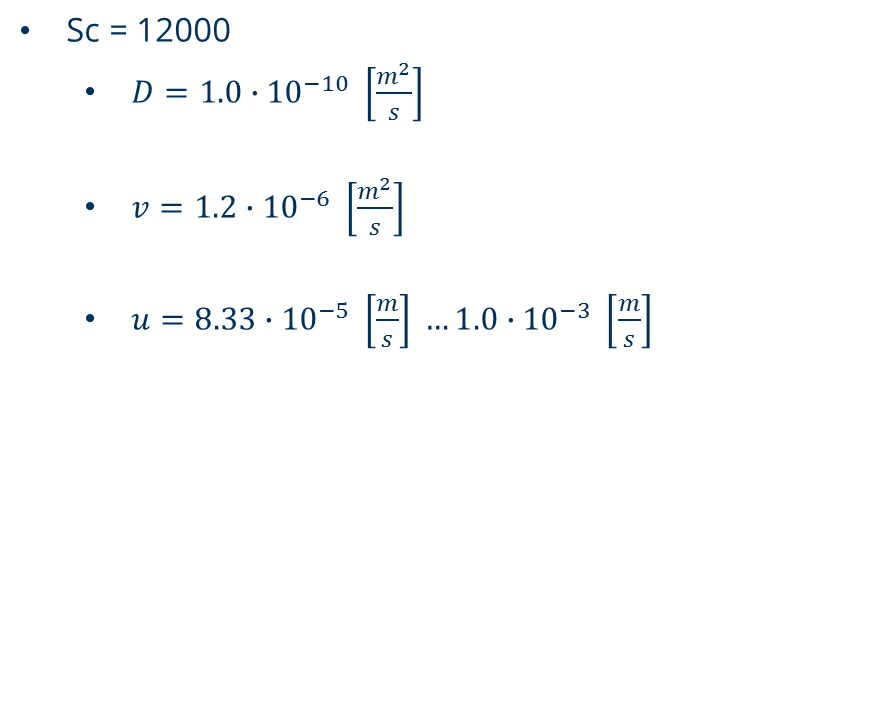 • Sc = 12000
• D = 1.0 · 10⁻¹⁰ [m²/s]
• v = 1.2 · 10⁻⁶ [m²/s]
• u = 8.33 · 10⁻⁵ [m/s] … 1.0 · 10⁻³ [m/s]